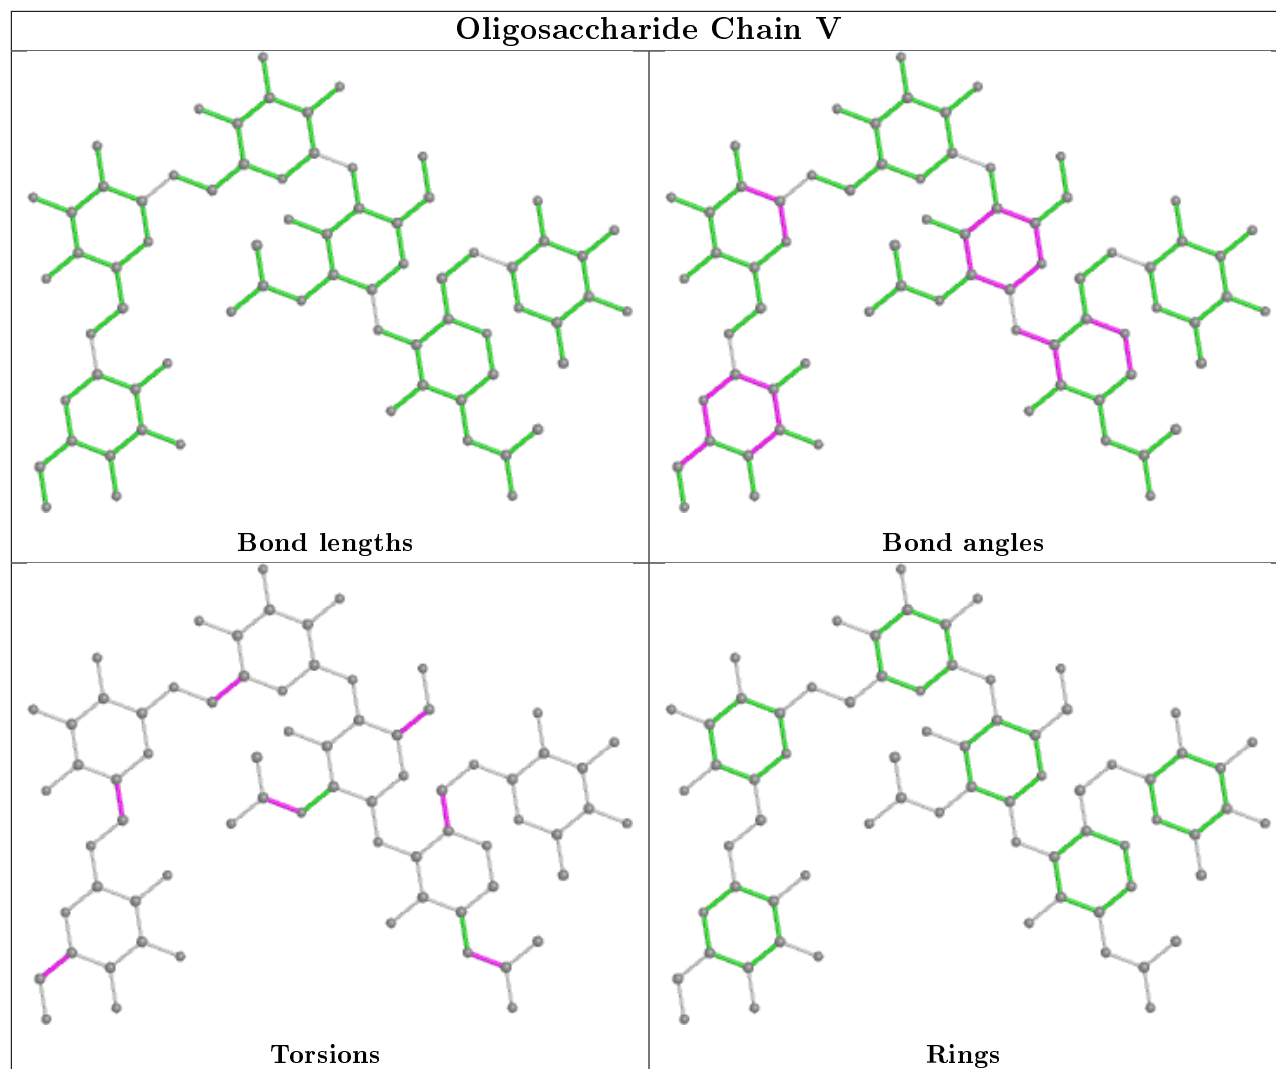 Oligosaccharide Chain V
Bond lengths
Bond angles
Torsions
Rings